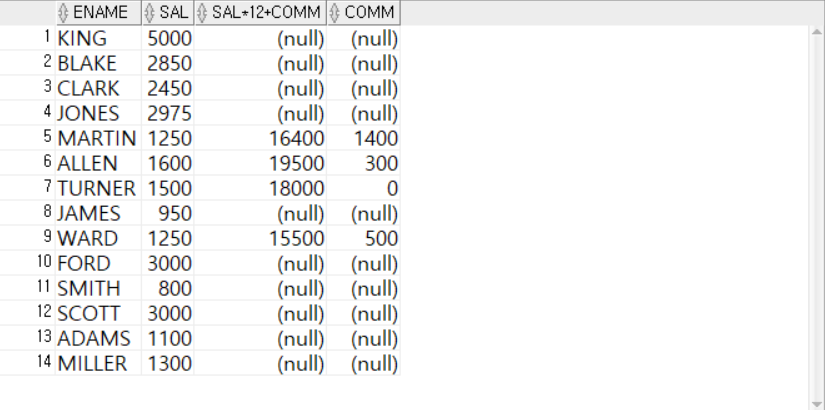 ENAME SAL SAL*12+COMM COMM
1 KING 5000 (null) (null)
2 BLAKE 2850 (null) (null)
3 CLARK 2450 (null) (null)
4 JONES 2975 (null) (null)
5 MARTIN 1250 16400 1400
6 ALLEN 1600 19500 300
7 TURNER 1500 18000 0
8 JAMES 950 (null) (null)
9 WARD 1250 15500 500
10 FORD 3000 (null) (null)
11 SMITH 800 (null) (null)
12 SCOTT 3000 (null) (null)
13 ADAMS 1100 (null) (null)
14 MILLER 1300 (null) (null)